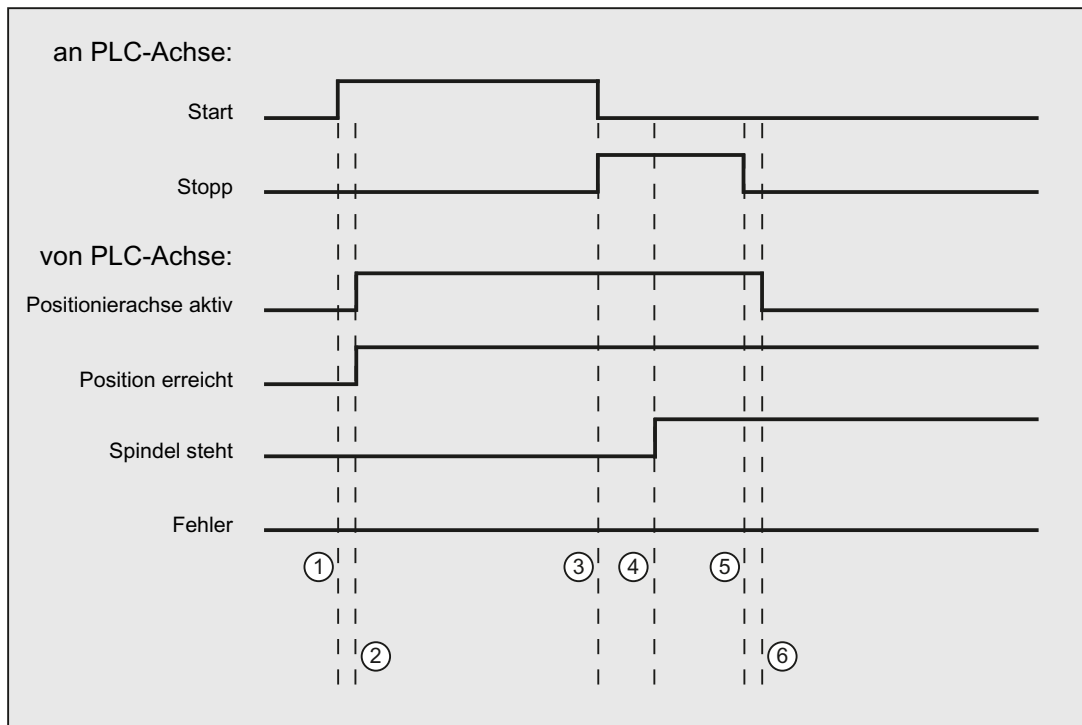 an PLC-Achse:
Start
Stopp
von PLC-Achse:
Positionierachse aktiv
Position erreicht
Spindel steht
Fehler
1 3 4 5
2 6